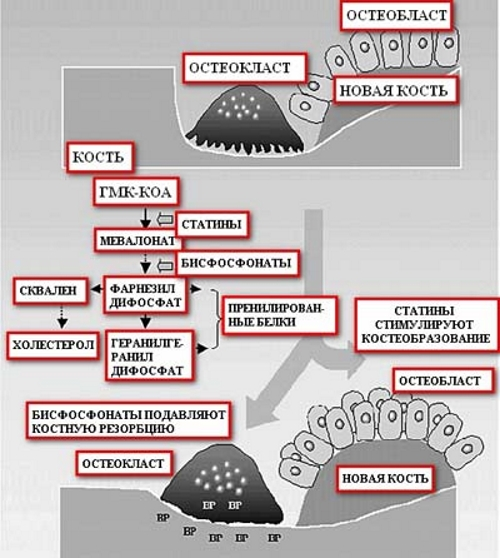 ОСТЕОБЛАСТ
ОСТЕОКЛАСТ
НОВАЯ КОСТЬ
КОСТЬ
ГМК-КОА
СТАТИНЫ
МЕВАЛОНАТ
БИСФОСФОНАТЫ
СКВАЛЕН
ФАРНЕЗИЛ
ДИФОСФАТ
ПРЕНИЛИРОВАН-
НЫЕ БЕЛКИ
ХОЛЕСТЕРОЛ
ГЕРАНИЛГЕ-
РАНИЛ
ДИФОСФАТ
СТАТИНЫ
СТИМУЛИРУЮТ
КОСТЕОБРАЗОВАНИЕ
ОСТЕОБЛАСТ
БИСФОСФОНАТЫ ПОДАВЛЯЮТ
КОСТНУЮ РЕЗОРБЦИЮ
ОСТЕОКЛАСТ
НОВАЯ КОСТЬ
BP BP
BP
BP BP BP BP